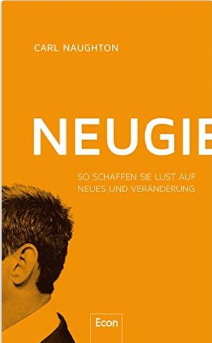 CARL NAUGHTON
NEUGIE
SO SCHAFFEN SIE LUST AUF
NEUES UND VERÄNDERUNG
Econ